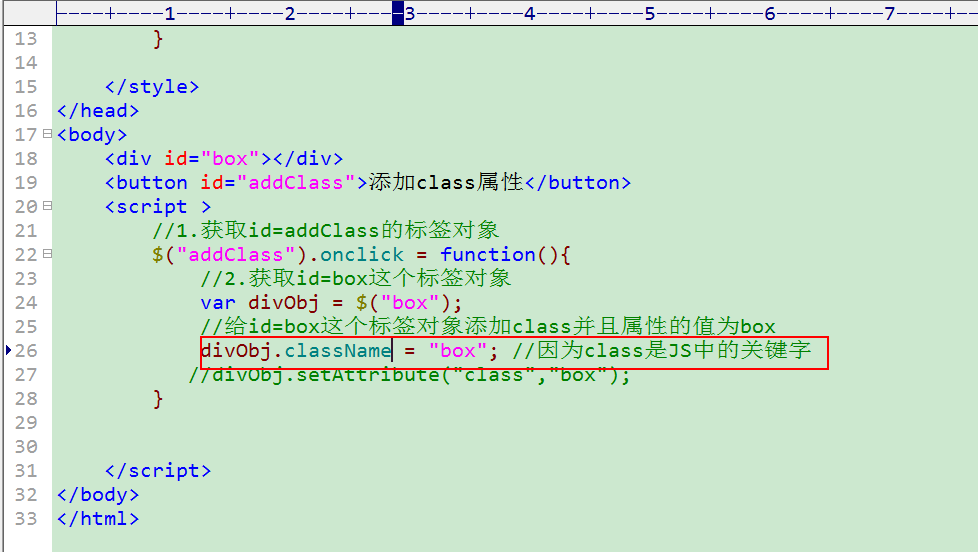 ----+----1----+----2----+----3----+----4----+----5----+----6----+----7----+--
13         }
14
15     </style>
16 </head>
17 <body>
18     <div id="box"></div>
19     <button id="addClass">添加class属性</button>
20     <script >
21         //1.获取id=addClass的标签对象
22         $("addClass").onclick = function(){
23             //2.获取id=box这个标签对象
24             var divObj = $("box");
25             //给id=box这个标签对象添加class并且属性的值为box
26             divObj.className = "box"; //因为class是JS中的关键字
27            //divObj.setAttribute("class","box");
28         }
29
30
31     </script>
32 </body>
33 </html>